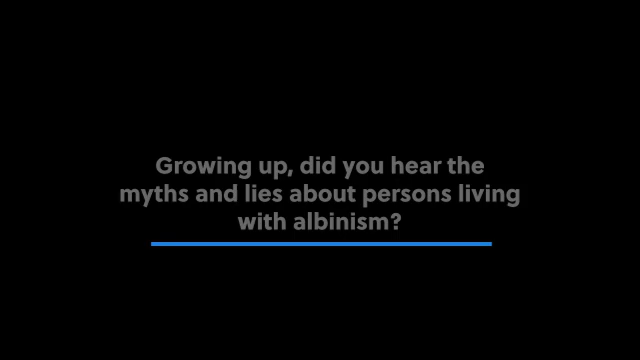 Growing up, did you hear the
myths and lies about persons living
with albinism?